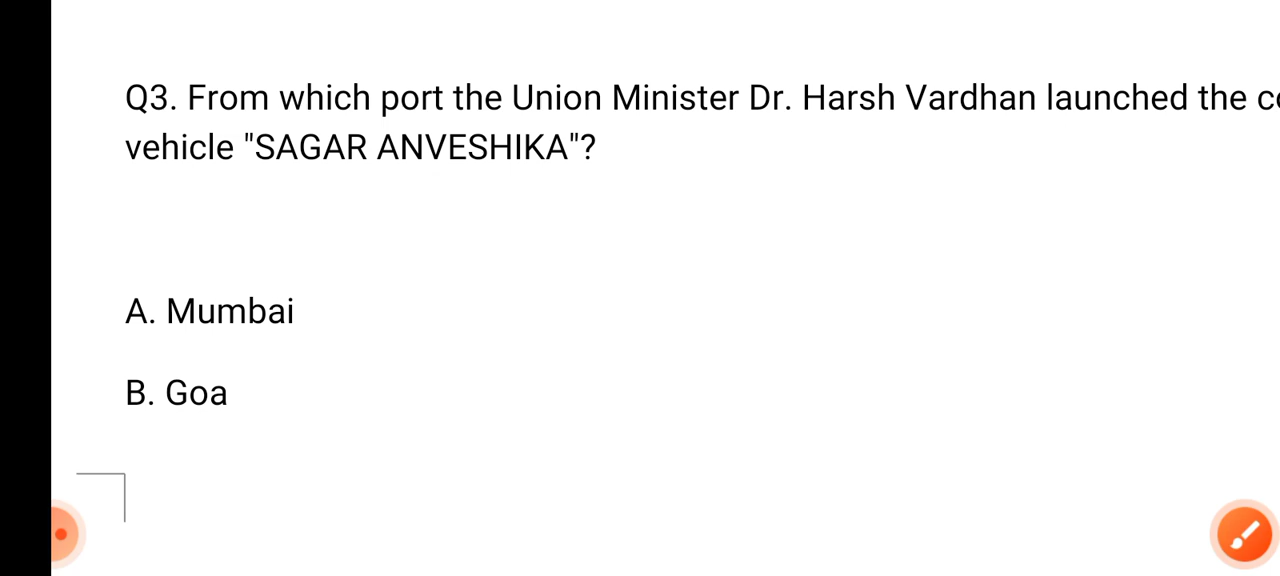 Q3. From which port the Union Minister Dr. Harsh Vardhan launched the
vehicle "SAGAR ANVESHIKA"?
A. Mumbai
B. Goa